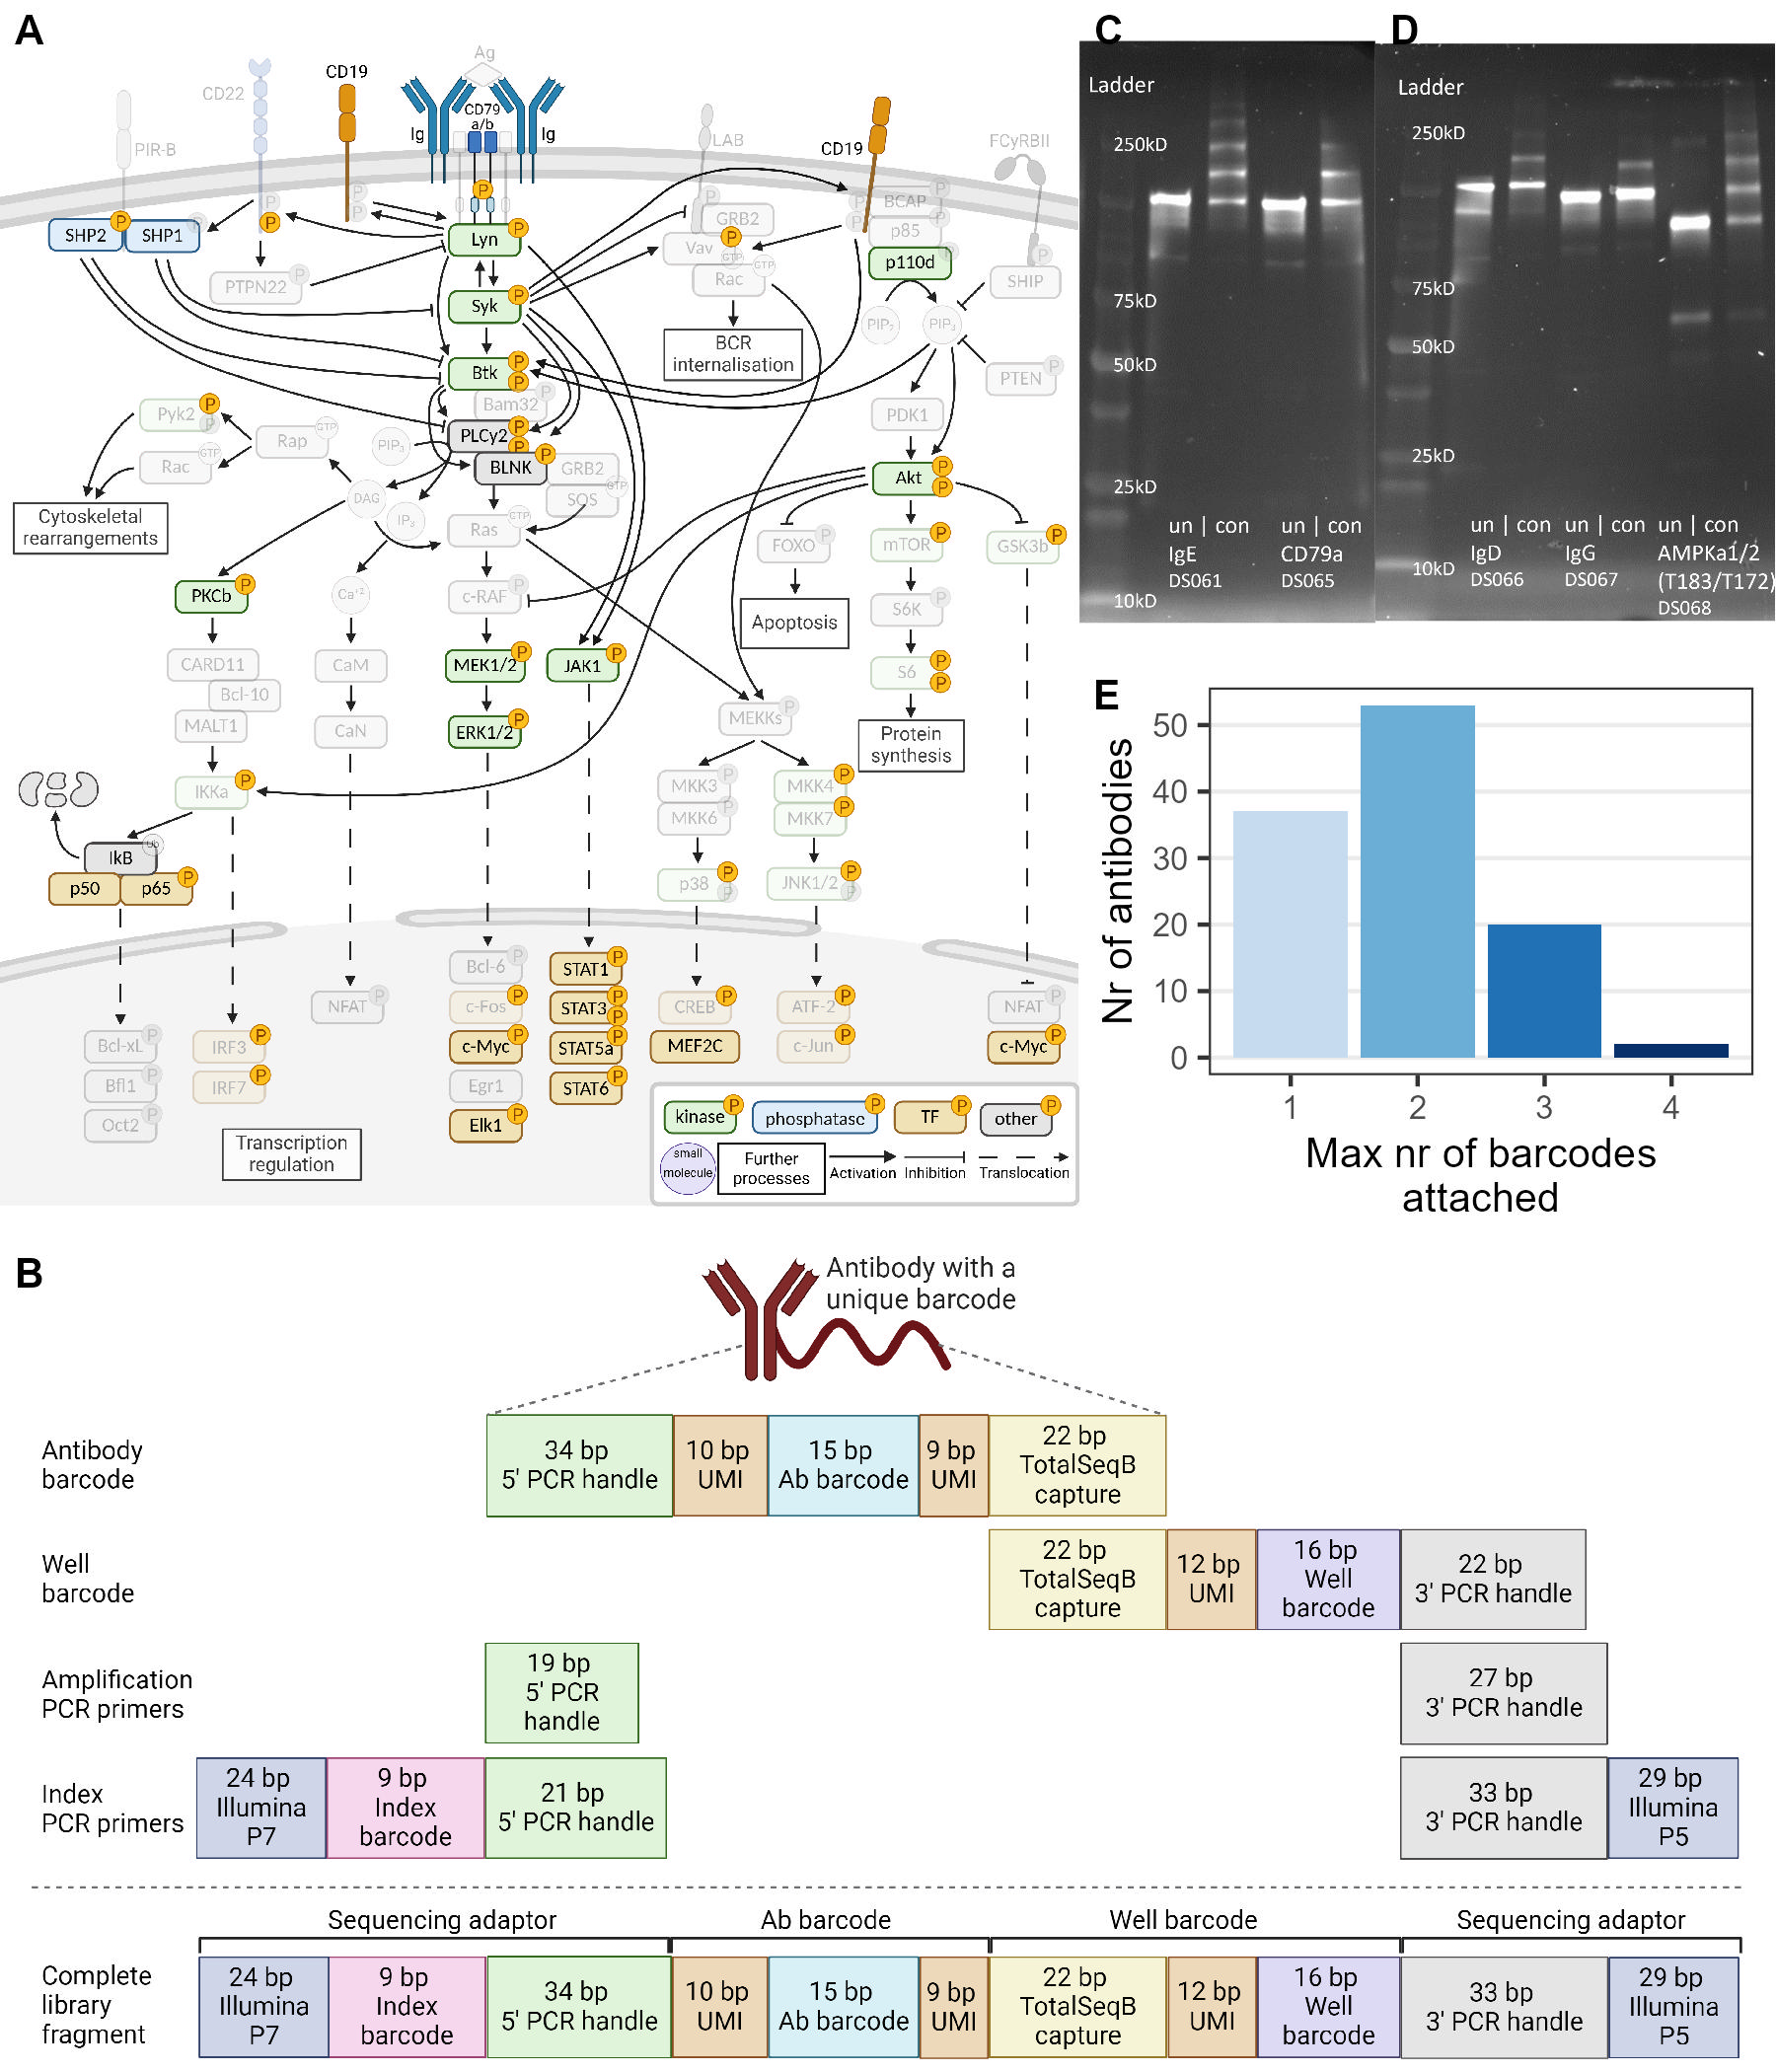 A
Ag
CD22
CD19
CD79
a/b
Ig
Ig
PIR-B
LAB
CD19
FCyRBII
P
P
P
P
SHP2
SHP1
P
P
P
P
PTPN22
P
Lyn
P
Syk
P
Btk
P
P
Bam32
P
PLCy2
P
P
BLNK
P
GRB2
SOS
GTP
P
GRB2
Vav
P
GTP
GTP
Rac
BCR
internalisation
P
P
BCAP
P
p85
P
p110d
P
PIP₂
PIP₃
P
SHIP
P
PTEN
P
PDK1
Akt
P
P
Pyk2
P
P
Rac
GTP
Rap
GTP
PIP₃
DAG
IP₃
Cytoskeletal
rearrangements
Ras
GTP
FOXO
P
mTOR
P
GSK3b
P
PKCb
P
Ca⁺²
c-RAF
P
Apoptosis
S6K
P
CARD11
Bcl-10
MALT1
CaM
CaN
MEK1/2
P
JAK1
P
ERK1/2
P
S6
P
P
MEKKs
P
Protein
synthesis
IKKa
P
MKK3
P
MKK6
P
MKK4
P
MKK7
P
IkB
Ub
p50
p65
P
p38
P
P
JNK1/2
P
P
Bcl-6
P
c-Fos
P
c-Myc
P
Egr1
Elk1
P
STAT1
P
STAT3
P
P
STAT5a
P
STAT6
P
NFAT
P
CREB
P
MEF2C
ATF-2
P
c-Jun
P
NFAT
P
c-Myc
P
Bcl-xL
P
Bfl1
P
Oct2
P
IRF3
P
IRF7
P
Transcription
regulation
kinase
P
phosphatase
P
TF
P
other
P
small
molecule
Further
processes
Activation
Inhibition
Translocation
C
Ladder
250kD
75kD
50kD
25kD
10kD
un | con
IgE
DS061
un | con
CD79a
DS065
D
Ladder
250kD
75kD
50kD
25kD
10kD
un | con
IgD
DS066
un | con
IgG
DS067
un | con
AMPKa1/2
(T183/T172)
DS068
E
Nr of antibodies
50
40
30
20
10
0
1 2 3 4
Max nr of barcodes
attached
B
Antibody with a
unique barcode
Antibody
barcode
34 bp
5' PCR handle
10 bp
UMI
15 bp
Ab barcode
9 bp
UMI
22 bp
TotalSeqB
capture
Well
barcode
22 bp
TotalSeqB
capture
12 bp
UMI
16 bp
Well
barcode
22 bp
3' PCR handle
Amplification
PCR primers
19 bp
5' PCR
handle
27 bp
3' PCR handle
Index
PCR primers
24 bp
Illumina
P7
9 bp
Index
barcode
21 bp
5' PCR handle
33 bp
3' PCR handle
29 bp
Illumina
P5
Sequencing adaptor
Ab barcode
Well barcode
Sequencing adaptor
Complete
library
fragment
24 bp
Illumina
P7
9 bp
Index
barcode
34 bp
5' PCR handle
10 bp
UMI
15 bp
Ab barcode
9 bp
UMI
22 bp
TotalSeqB
capture
12 bp
UMI
16 bp
Well
barcode
33 bp
3' PCR handle
29 bp
Illumina
P5